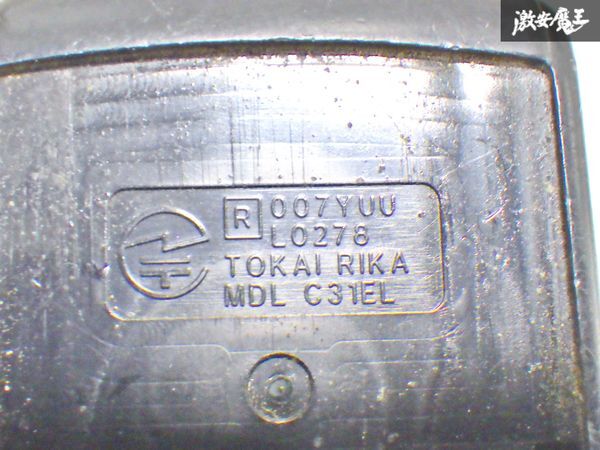 激安魔王
R 007YUU
L0278
TOKAI RIKA
MDL C31EL